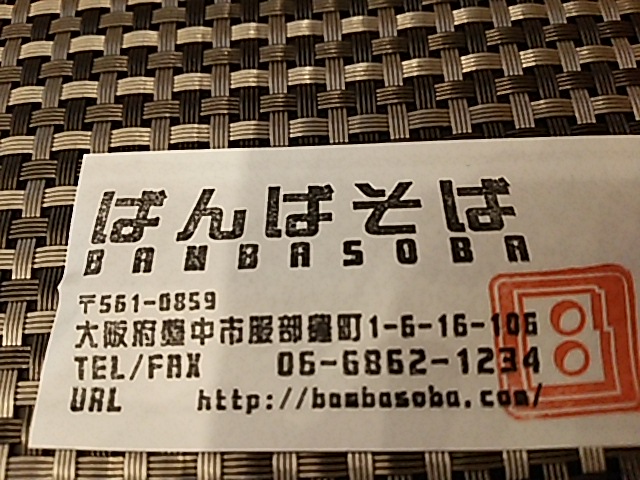 ばんばそば
BANBASOBA
〒561-0859
大阪府豊中市服部豊町1-6-16-106
TEL/FAX 06-6862-1234
URL http://bambasoba.com/